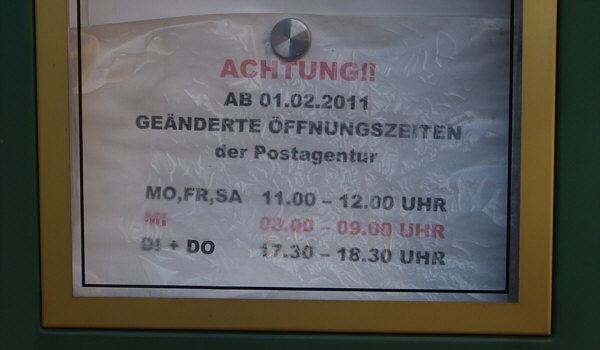 ACHTUNG!!
AB 01.02.2011
GEÄNDERTE ÖFFNUNGSZEITEN
der Postagentur
MO,FR,SA 11.00 – 12.00 UHR
MI 08.00 – 09.00 UHR
DI + DO 17.30 – 18.30 UHR